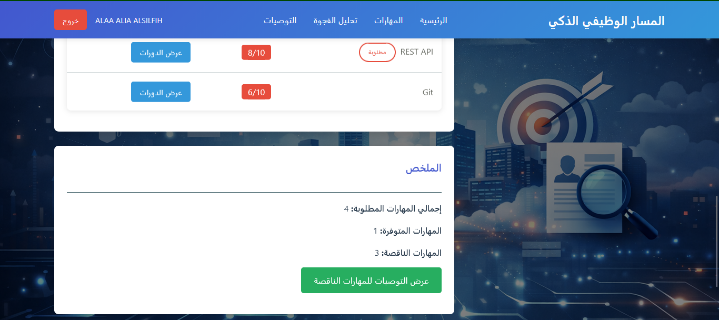 المسار الوظيفي الذكي
الرئيسية
المهارات
تحليل الفجوة
التوصيات
ALAA ALIA ALSILFIH
خروج
REST API
مطلوبة
8/10
عرض الدورات
Git
6/10
عرض الدورات
الملخص
إجمالي المهارات المطلوبة: 4
المهارات المتوفرة: 1
المهارات الناقصة: 3
عرض التوصيات للمهارات الناقصة